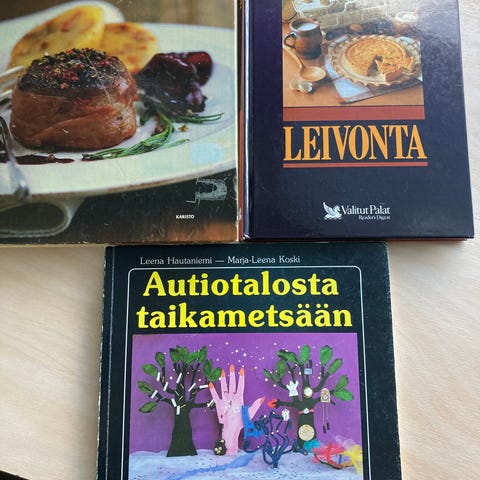 KARISTO
LEIVONTA
Valitut Palat
Reader's Digest
Leena Hautaniemi — Marja-Leena Koski
Autiotalosta
taikametsään